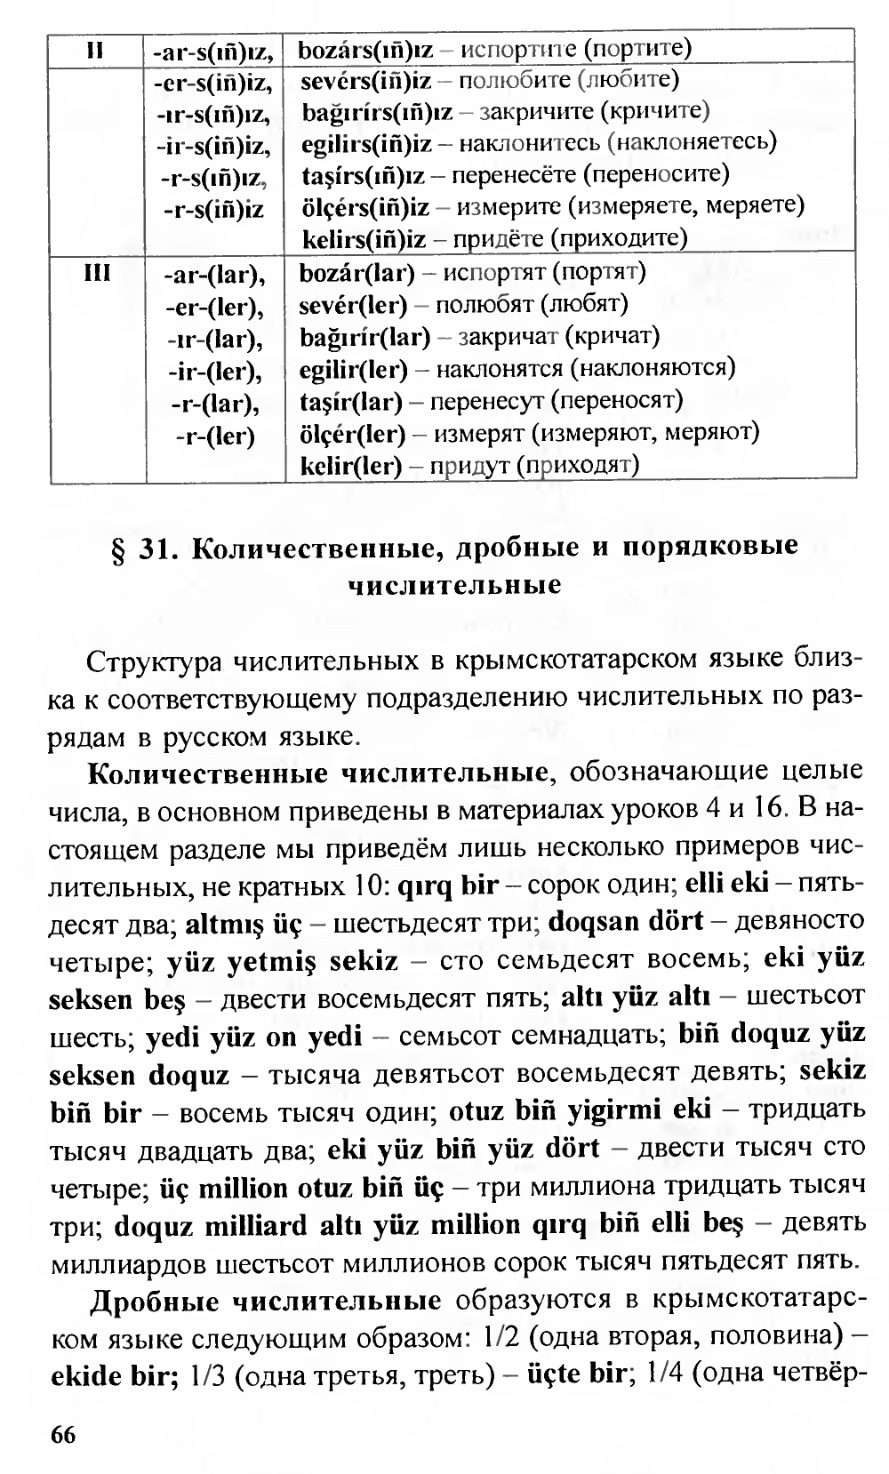 II -ar-s(ıñ)ız, bozárs(ıñ)ız – испортите (портите)
-er-s(iñ)iz, sevérs(iñ)iz – полюбите (любите)
-ır-s(ıñ)ız, bağırírs(ıñ)ız – закричите (кричите)
-ir-s(iñ)iz, egilirs(iñ)iz – наклонитесь (наклоняетесь)
-r-s(ıñ)ız, taşírs(ıñ)ız – перенесёте (переносите)
-r-s(iñ)iz ölçérs(iñ)iz – измерите (измеряете, меряете)
kelirs(iñ)iz – придёте (приходите)
III -ar-(lar), bozár(lar) – испортят (портят)
-er-(ler), sevér(ler) – полюбят (любят)
-ır-(lar), bağırír(lar) – закричат (кричат)
-ir-(ler), egilir(ler) – наклонятся (наклоняются)
-r-(lar), taşír(lar) – перенесут (переносят)
-r-(ler) ölçér(ler) – измерят (измеряют, меряют)
kelir(ler) – придут (приходят)
§ 31. Количественные, дробные и порядковые
числительные
Структура числительных в крымскотатарском языке близ-
ка к соответствующему подразделению числительных по раз-
рядам в русском языке.
Количественные числительные, обозначающие целые
числа, в основном приведены в материалах уроков 4 и 16. В на-
стоящем разделе мы приведём лишь несколько примеров чис-
лительных, не кратных 10: qırq bir – сорок один; elli eki – пять-
десят два; altmış üç – шестьдесят три; doqsan dört – девяносто
четыре; yüz yetmiş sekiz – сто семьдесят восемь; eki yüz
seksen beş – двести восемьдесят пять; altı yüz altı – шестьсот
шесть; yedi yüz on yedi – семьсот семнадцать; biñ doquz yüz
seksen doquz – тысяча девятьсот восемьдесят девять; sekiz
biñ bir – восемь тысяч один; otuz biñ yigirmi eki – тридцать
тысяч двадцать два; eki yüz biñ yüz dört – двести тысяч сто
четыре; üç million otuz biñ üç – три миллиона тридцать тысяч
три; doquz milliard altı yüz million qırq biñ elli beş – девять
миллиардов шестьсот миллионов сорок тысяч пятьдесят пять.
Дробные числительные образуются в крымскотатарс-
ком языке следующим образом: 1/2 (одна вторая, половина) –
ekide bir; 1/3 (одна третья, треть) – üçte bir; 1/4 (одна четвёр-
66